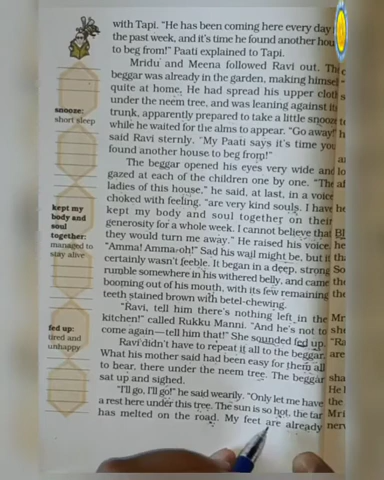 with Tapi. "He has been coming here every day
the past week, and it's time he found another hou
to beg from!" Paati explained to Tapi.
Mridu and Meena followed Ravi out. The
beggar was already in the garden, making himsel
quite at home. He had spread his upper cloth
under the neem tree, and was leaning against its
trunk, apparently prepared to take a little snooze
while he waited for the alms to appear. "Go away!"
said Ravi sternly. "My Paati says it's time you
found another house to beg from!"
The beggar opened his eyes very wide and
gazed at each of the children one by one. "The
ladies of this house," he said, at last, in a voice
choked with feeling, "are very kind souls. I have
kept my body and soul together on their
generosity for a whole week. I cannot believe that
they would turn me away." He raised his voice.
"Amma! Amma-oh!" Sad his wail might be, but it
certainly wasn't feeble. It began in a deep, strong
rumble somewhere in his withered belly, and came
booming out of his mouth, with its few remaining
teeth stained brown with betel-chewing.
"Ravi, tell him there's nothing left in the
kitchen!" called Rukku Manni. "And he's not to
come again—tell him that!" She sounded fed up.
Ravi didn't have to repeat it all to the beggar.
What his mother said had been easy for them all
to hear, under the neem tree. The beggar
sat up and sighed.
"I'll go, I'll go!" he said wearily. "Only let me have
a rest here under this tree. The sun is so hot, the tar
has melted on the road. My feet are already
snooze:
short sleep
kept my
body and
soul
together:
managed to
stay alive
fed up:
tired and
unhappy